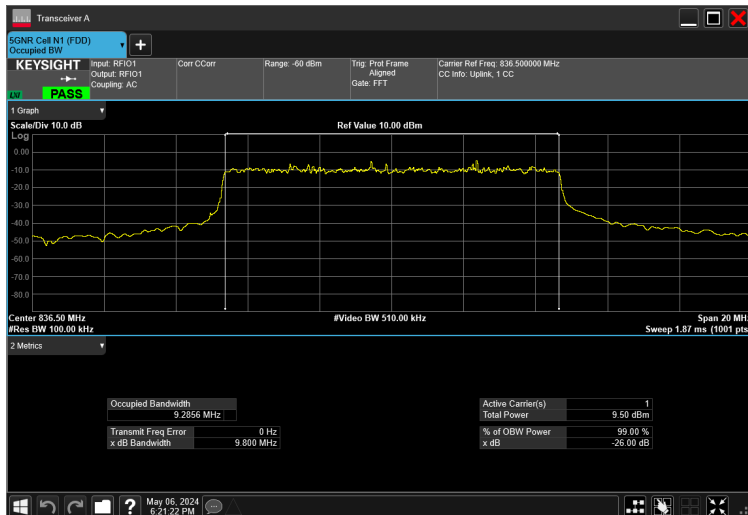 Transceiver A
5GNR Cell N1 (FDD)
Occupied BW
KEYSIGHT
LXI
PASS
Input: RFIO1
Output: RFIO1
Coupling: AC
Corr CCorr
Range: -60 dBm
Trig: Prot Frame
Aligned
Gate: FFT
Carrier Ref Freq: 836.500000 MHz
CC Info: Uplink, 1 CC
1 Graph
Scale/Div 10.0 dB
Ref Value 10.00 dBm
Log
0.00
-10.0
-20.0
-30.0
-40.0
-50.0
-60.0
-70.0
-80.0
Center 836.50 MHz
#Video BW 510.00 kHz
Span 20 MH
#Res BW 100.00 kHz
Sweep 1.87 ms (1001 pts
2 Metrics
Occupied Bandwidth
9.2856 MHz
Transmit Freq Error 0 Hz
x dB Bandwidth 9.800 MHz
Active Carrier(s) 1
Total Power 9.50 dBm
% of OBW Power 99.00 %
x dB -26.00 dB
?
May 06, 2024
6:21:22 PM